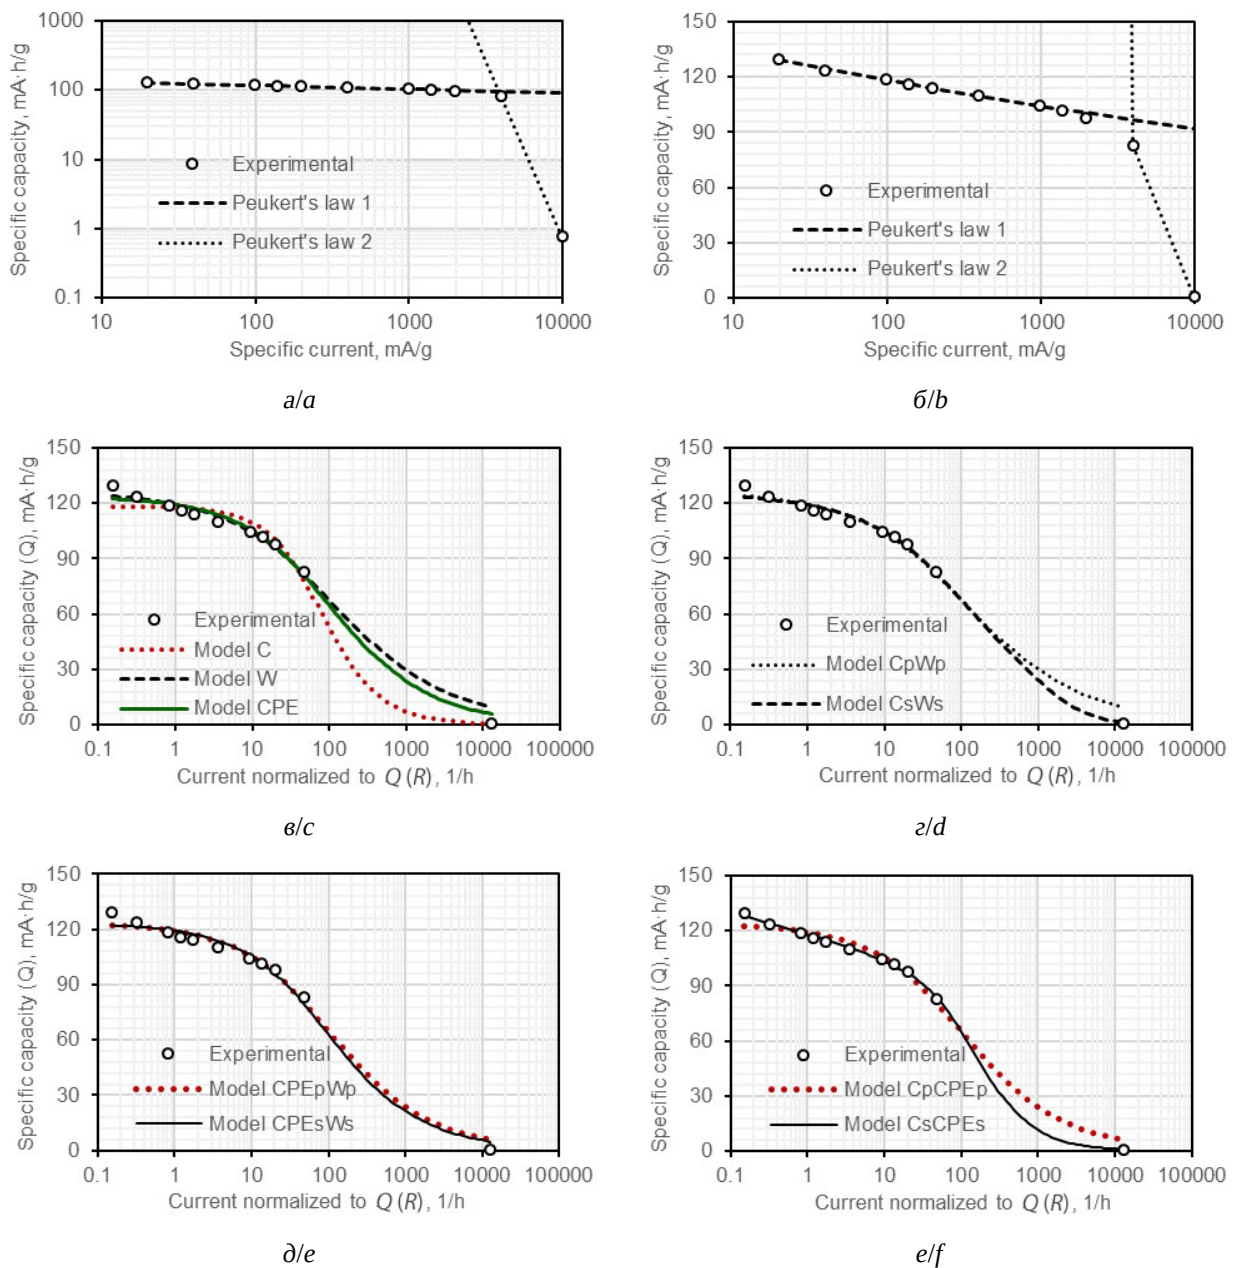 1000
100
10
1
0.1
Specific capacity, mA·h/g
Experimental
Peukert's law 1
Peukert's law 2
10 100 1000 10000
Specific current, mA/g
а/a
150
120
90
60
30
0
Specific capacity, mA·h/g
Experimental
Peukert's law 1
Peukert's law 2
10 100 1000 10000
Specific current, mA/g
б/b
150
120
90
60
30
0
Specific capacity (Q), mA·h/g
Experimental
Model C
Model W
Model CPE
0.1 1 10 100 1000 10000 100000
Current normalized to Q (R), 1/h
в/c
150
120
90
60
30
0
Specific capacity (Q), mA·h/g
Experimental
Model CpWp
Model CsWs
0.1 1 10 100 1000 10000 100000
Current normalized to Q (R), 1/h
г/d
150
120
90
60
30
0
Specific capacity (Q), mA·h/g
Experimental
Model CPEpWp
Model CPEsWs
0.1 1 10 100 1000 10000 100000
Current normalized to Q (R), 1/h
д/e
150
120
90
60
30
0
Specific capacity (Q), mA·h/g
Experimental
Model CpCPEp
Model CsCPEs
0.1 1 10 100 1000 10000 100000
Current normalized to Q (R), 1/h
е/f